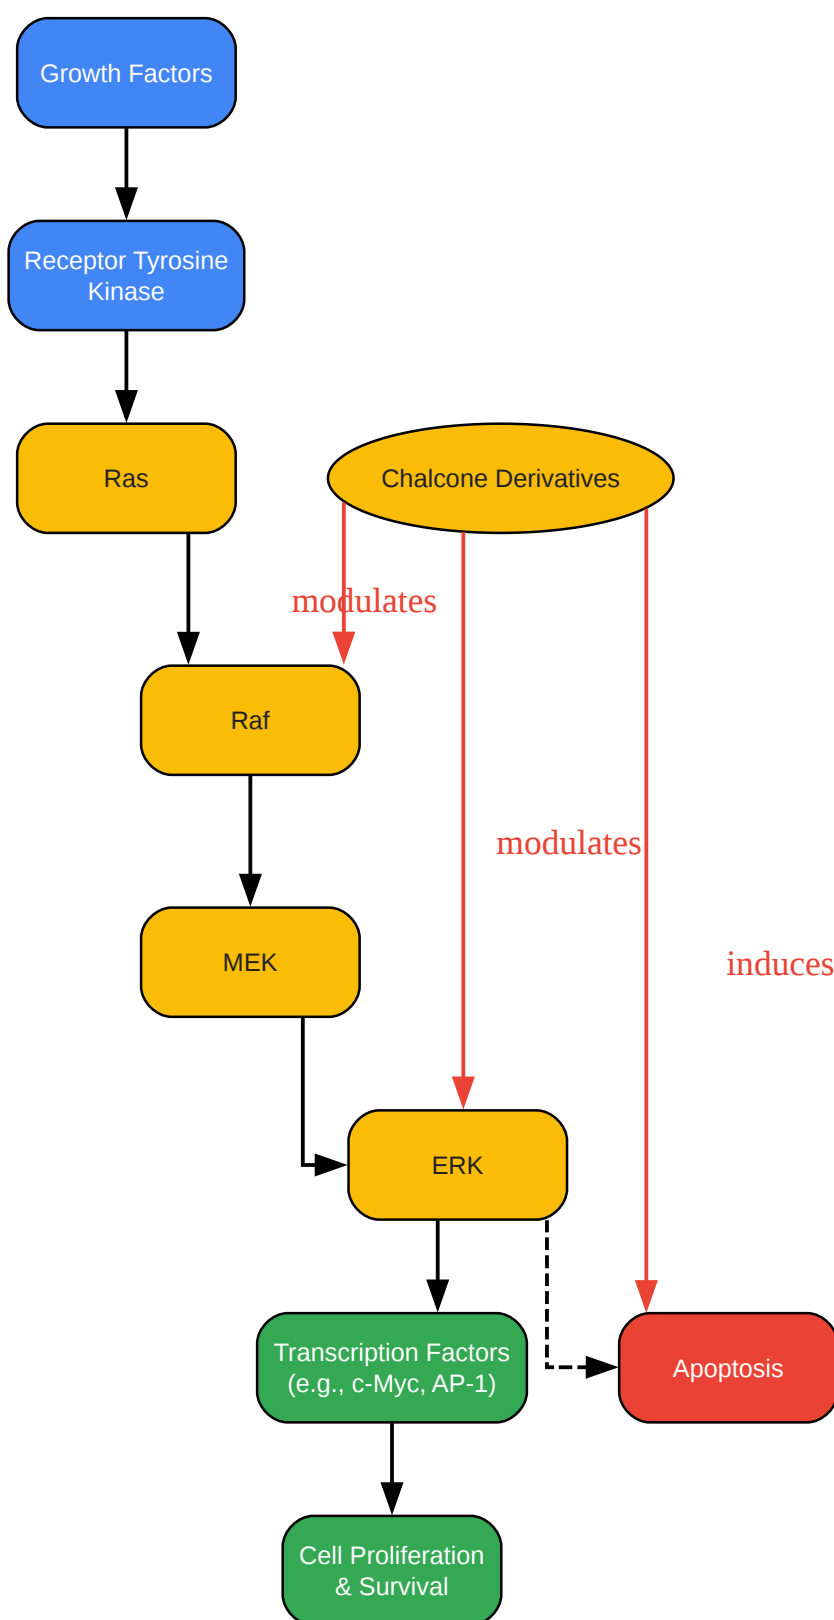 Growth Factors
Receptor Tyrosine
Kinase
Ras
Chalcone Derivatives
modulates
Raf
modulates
MEK
induces
ERK
Transcription Factors
(e.g., c-Myc, AP-1)
Apoptosis
Cell Proliferation
& Survival